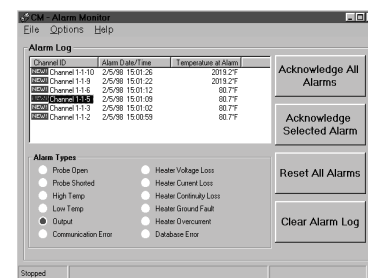 CM - Alarm Monitor
File Options Help
Alarm Log
Channel ID Alarm Date/Time Temperature at Alarm
NEW! Channel 1-1-10 2/5/98 15:01:26 2019.2°F
NEW! Channel 1-1-9 2/5/98 15:01:22 2019.2°F
NEW! Channel 1-1-6 2/5/98 15:01:12 80.7°F
NEW! Channel 1-1-5 2/5/98 15:01:09 80.7°F
NEW! Channel 1-1-3 2/5/98 15:01:02 80.7°F
NEW! Channel 1-1-2 2/5/98 15:00:59 80.7°F
Acknowledge All
Alarms
Acknowledge
Selected Alarm
Reset All Alarms
Clear Alarm Log
Alarm Types
Probe Open
Probe Shorted
High Temp
Low Temp
Output
Communication Error
Heater Voltage Loss
Heater Current Loss
Heater Continuity Loss
Heater Ground Fault
Heater Overcurrent
Database Error
Stopped